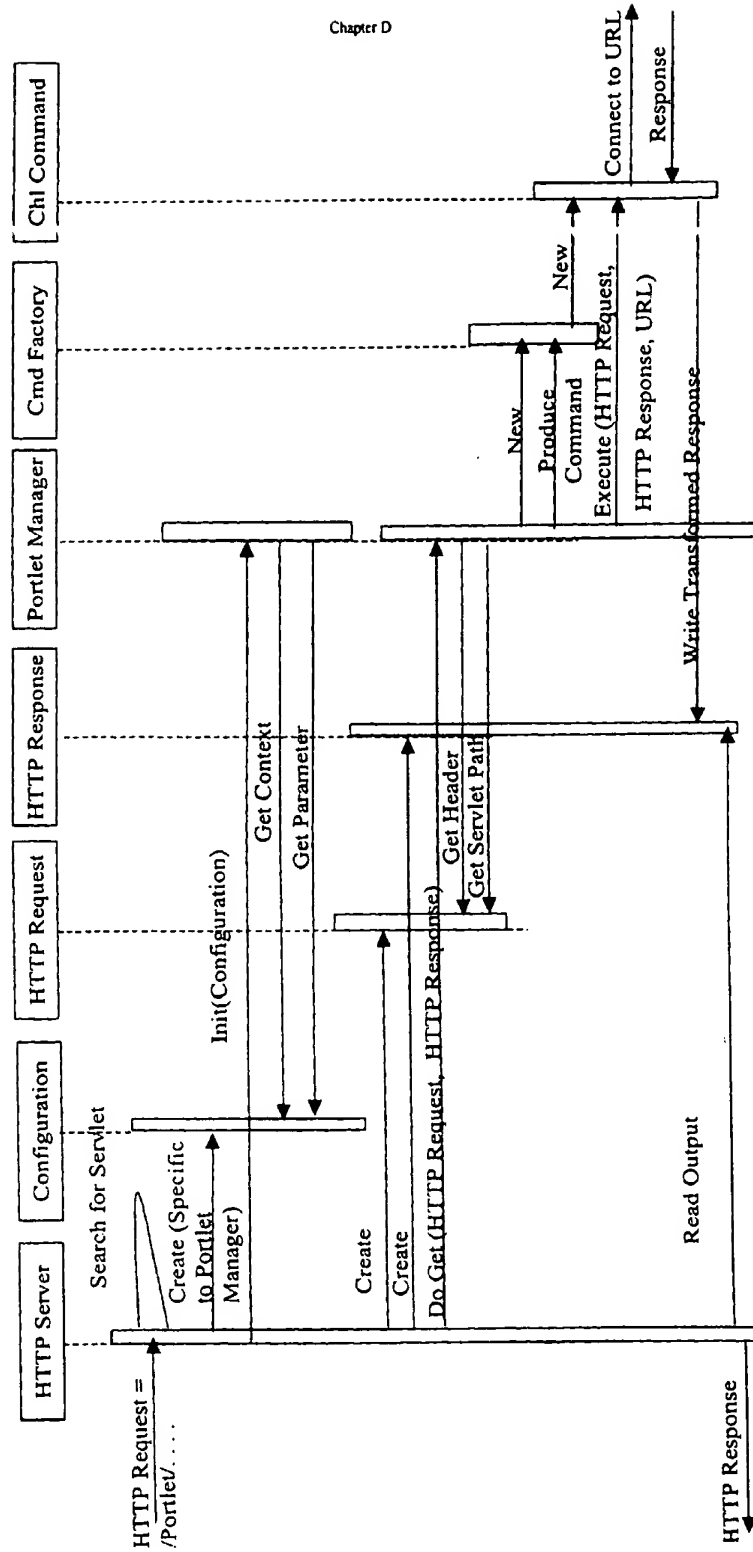 Chapter D
HTTP Server
Configuration
HTTP Request
HTTP Response
Portlet Manager
Cmd Factory
Chl Command
HTTP Request =
/Portlet/. . . .
Search for Servlet
Create (Specific
to Portlet
Manager)
Init(Configuration)
Get Context
Get Parameter
Create
Create
Do Get (HTTP Request, HTTP Response)
Get Header
Get Servlet Path
New
Produce
Command
New
Execute (HTTP Request,
HTTP Response, URL)
Connect to URL
Response
Write Transformed Response
Read Output
HTTP Response